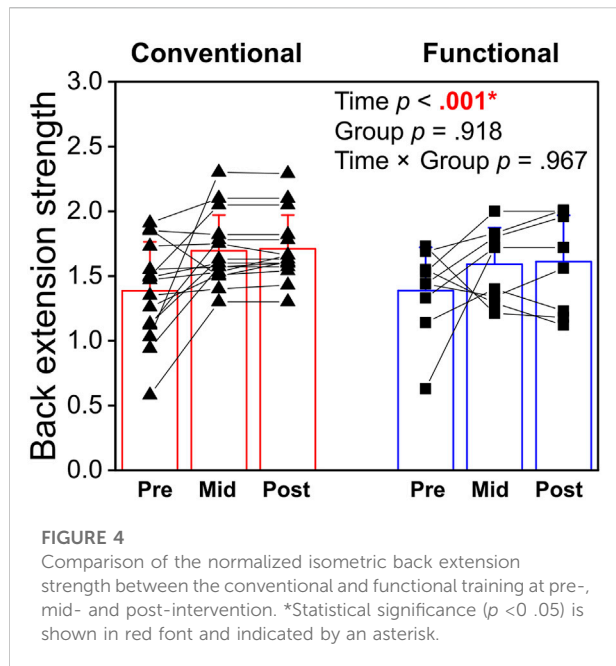 Conventional
Functional
Back extension strength
3.0
2.5
2.0
1.5
1.0
0.5
0.0
Time p < .001*
Group p = .918
Time × Group p = .967
Pre Mid Post
Pre Mid Post
FIGURE 4
Comparison of the normalized isometric back extension
strength between the conventional and functional training at pre-,
mid- and post-intervention. *Statistical significance (p <0 .05) is
shown in red font and indicated by an asterisk.